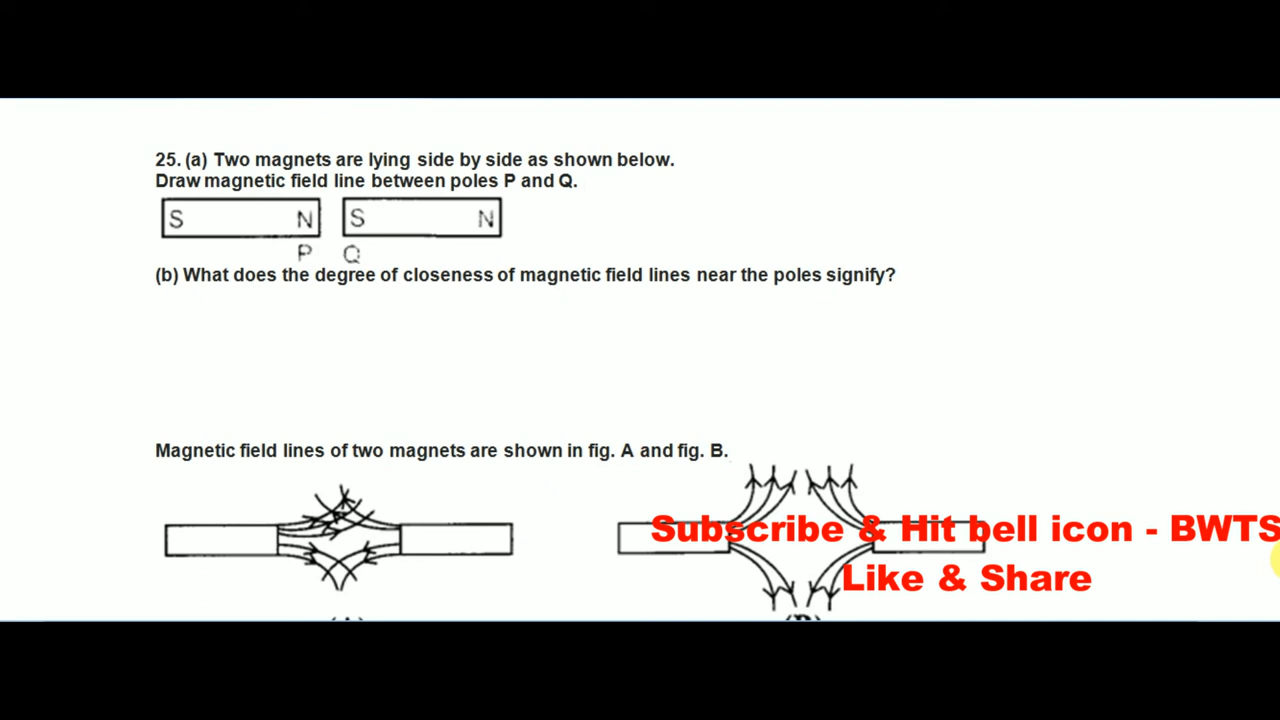 25. (a) Two magnets are lying side by side as shown below.
Draw magnetic field line between poles P and Q.
S N S N
P Q
(b) What does the degree of closeness of magnetic field lines near the poles signify?
Magnetic field lines of two magnets are shown in fig. A and fig. B.
Subscribe & Hit bell icon - BWTS
Like & Share